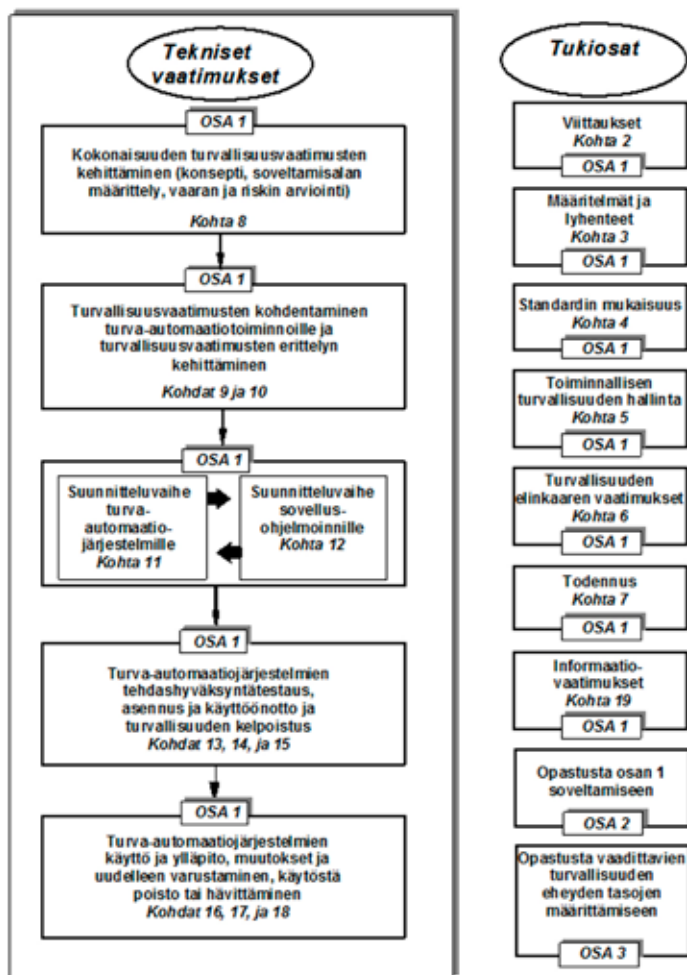 Tekniset
vaatimukset
OSA 1
Kokonaisuuden turvallisuusvaatimusten
kehittäminen (konsepti, soveltamisalan
määrittely, vaaran ja riskin arviointi)
Kohta 8
OSA 1
Turvallisuusvaatimusten kohdentaminen
turva-automaatiotoiminnoille ja
turvallisuusvaatimusten erittelyn
kehittäminen
Kohdat 9 ja 10
OSA 1
Suunnitteluvaihe
turva-
automaatio-
järjestelmille
Kohta 11
Suunnitteluvaihe
sovellus-
ohjelmoinnille
Kohta 12
OSA 1
Turva-automaatiojärjestelmien
tehdashyväksyntätestaus,
asennus ja käyttöönotto ja
turvallisuuden kelpoistus
Kohdat 13, 14, ja 15
OSA 1
Turva-automaatiojärjestelmien
käyttö ja ylläpito, muutokset ja
uudelleen varustaminen, käytöstä
poisto tai hävittäminen
Kohdat 16, 17, ja 18
Tukiosat
Viittaukset
Kohta 2
OSA 1
Määritelmät ja
lyhenteet
Kohta 3
OSA 1
Standardin mukaisuus
Kohta 4
OSA 1
Toiminnallisen
turvallisuuden hallinta
Kohta 5
OSA 1
Turvallisuuden
elinkaaren vaatimukset
Kohta 6
OSA 1
Todennus
Kohta 7
OSA 1
Informaatio-
vaatimukset
Kohta 19
OSA 1
Opastusta osan 1
soveltamiseen
OSA 2
Opastusta vaadittavien
turvallisuuden
eheyden tasojen
määrittämiseen
OSA 3